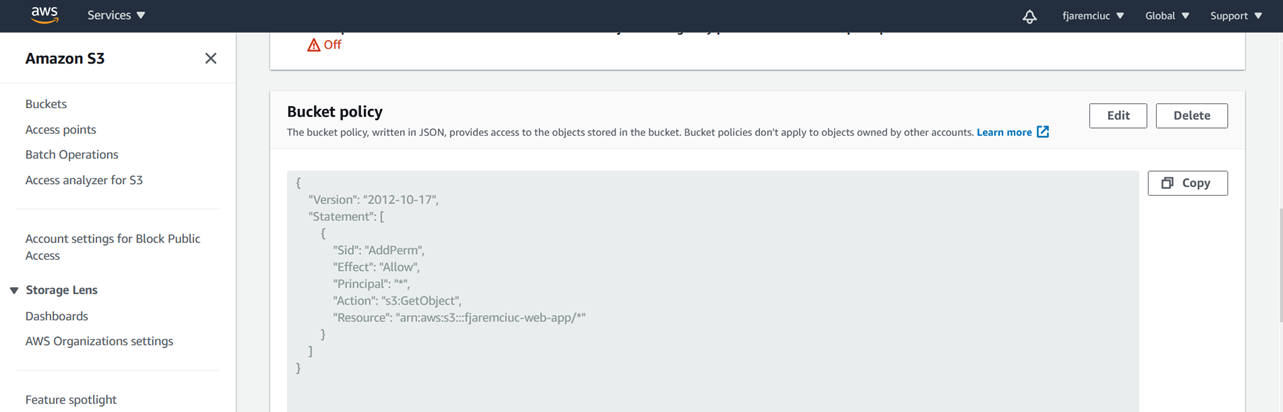 aws Services fjaremciuc Global Support
Amazon S3
Off
Buckets
Access points
Batch Operations
Access analyzer for S3
Account settings for Block Public
Access
Storage Lens
Dashboards
AWS Organizations settings
Feature spotlight
Bucket policy
The bucket policy, written in JSON, provides access to the objects stored in the bucket. Bucket policies don't apply to objects owned by other accounts. Learn more
Edit Delete
Copy
{
"Version": "2012-10-17",
"Statement": [
{
"Sid": "AddPerm",
"Effect": "Allow",
"Principal": "*",
"Action": "s3:GetObject",
"Resource": "arn:aws:s3:::fjaremciuc-web-app/*"
}
]
}